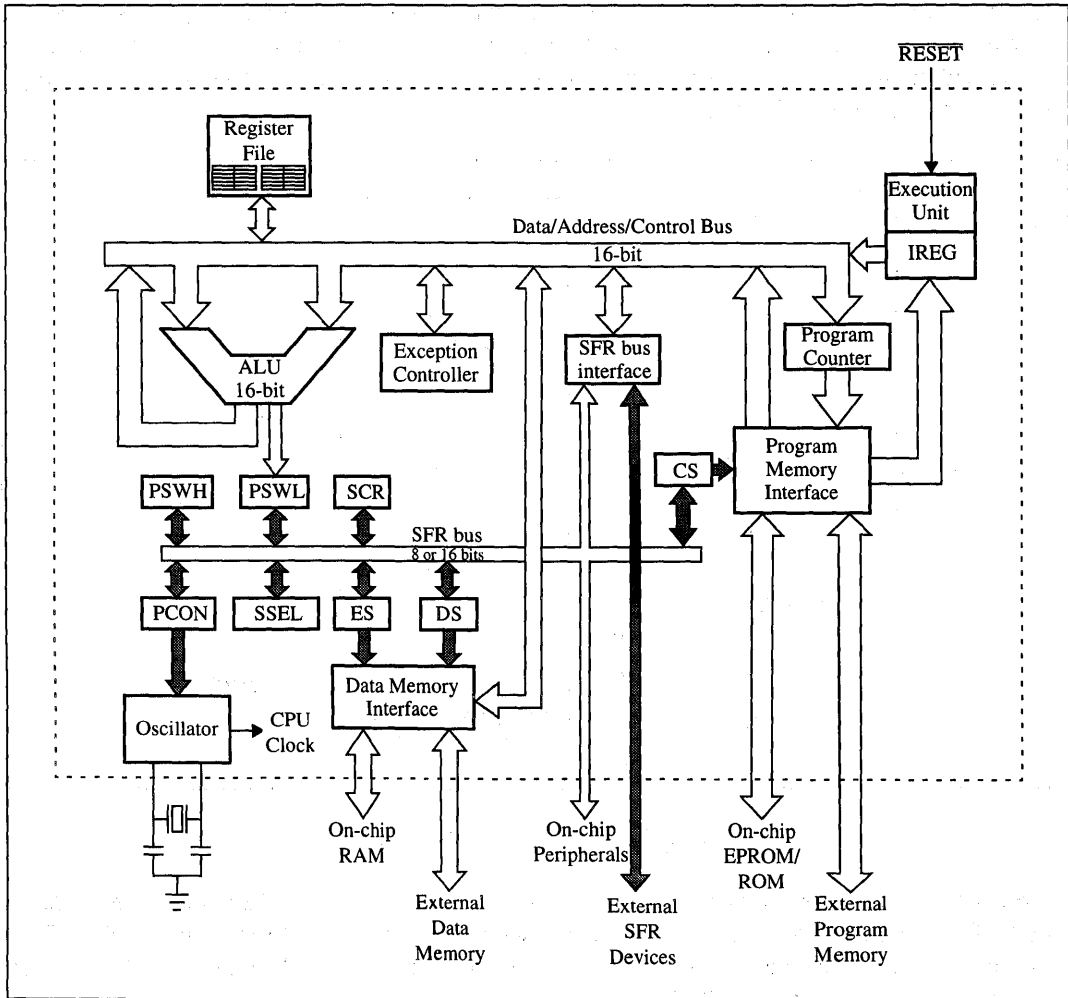 RESET
Register
File
Execution
Unit
IREG
Data/Address/Control Bus
16-bit
ALU
16-bit
Exception
Controller
SFR bus
interface
Program
Counter
Program
Memory
Interface
CS
PSWH
PSWL
SCR
SFR bus
8 or 16 bits
PCON
SSEL
ES
DS
Data Memory
Interface
Oscillator
CPU
Clock
On-chip
RAM
On-chip
Peripherals
On-chip
EPROM/
ROM
External
Data
Memory
External
SFR
Devices
External
Program
Memory